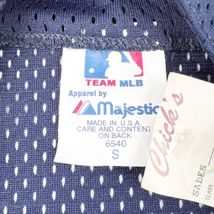 TEAM MLB
Apparel by
Majestic
MADE IN U.S.A.
CARE AND CONTENT
ON BACK
6540
S
Chick's
SALES